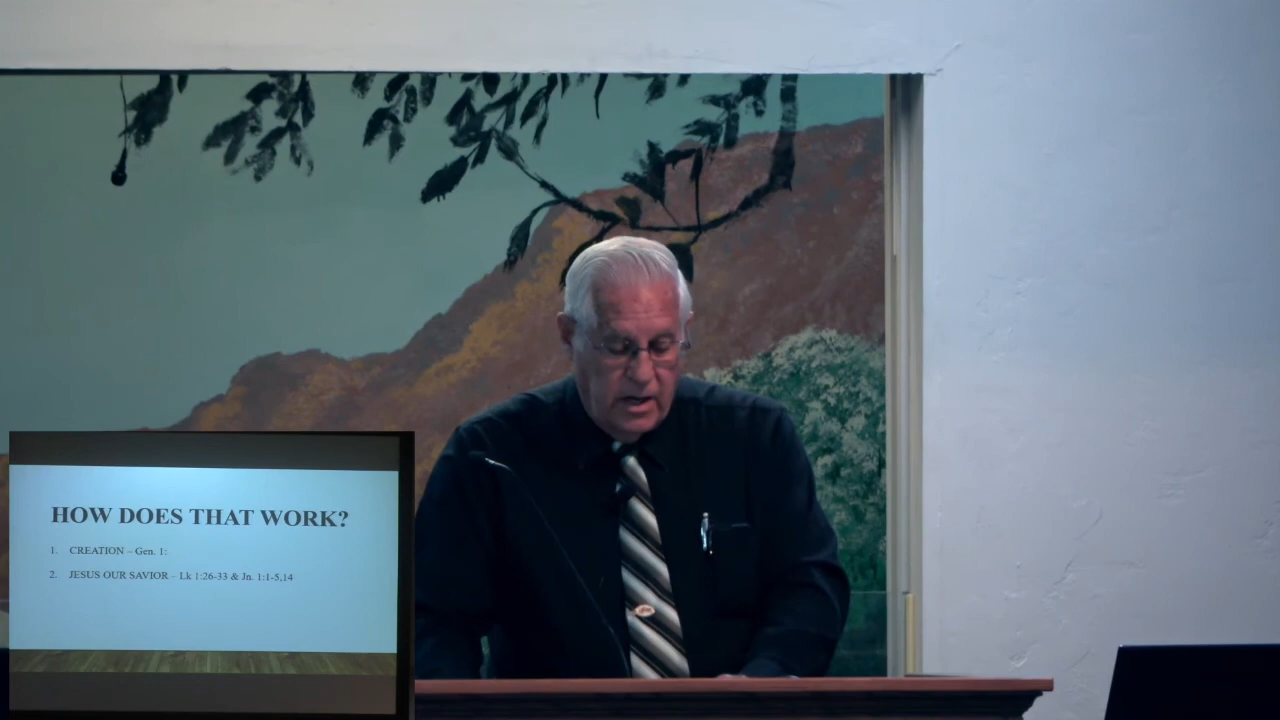 HOW DOES THAT WORK?
1. CREATION – Gen. 1:
2. JESUS OUR SAVIOR – Lk 1:26-33 & Jn. 1:1-5,14